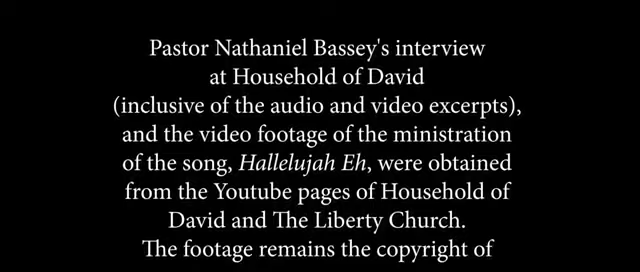 Pastor Nathaniel Bassey's interview
at Household of David
(inclusive of the audio and video excerpts),
and the video footage of the ministration
of the song, Hallelujah Eh, were obtained
from the Youtube pages of Household of
David and The Liberty Church.
The footage remains the copyright of